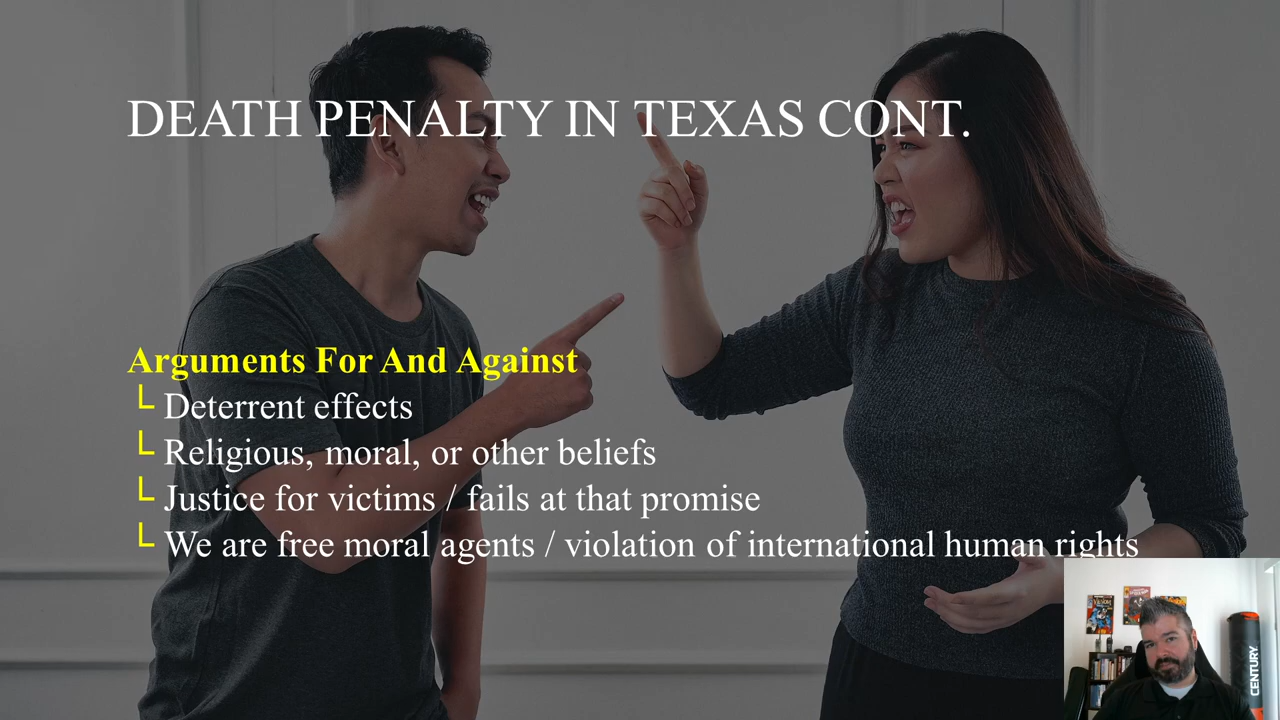 DEATH PENALTY IN TEXAS CONT.
Arguments For And Against
Deterrent effects
Religious, moral, or other beliefs
Justice for victims / fails at that promise
We are free moral agents / violation of international human rights
CENTURY